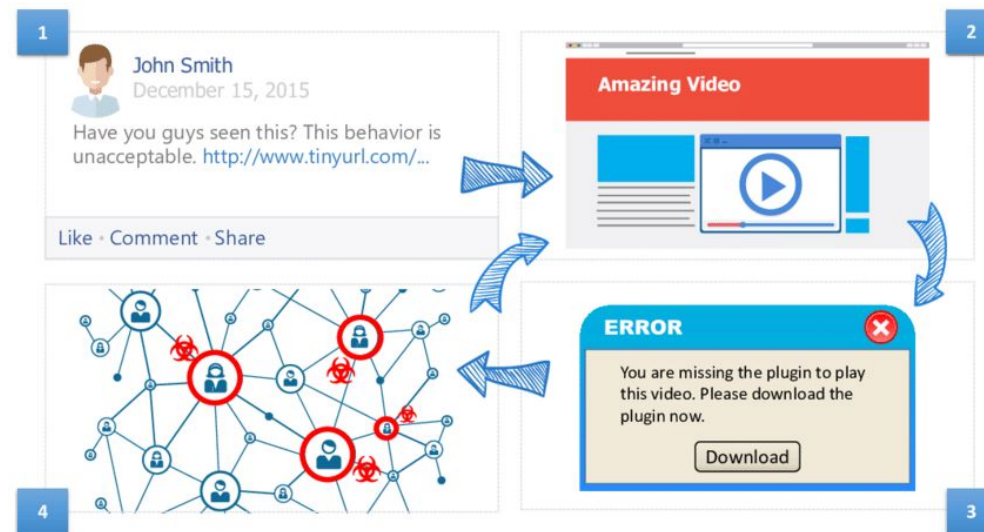 1
John Smith
December 15, 2015
Have you guys seen this? This behavior is
unacceptable. http://www.tinyurl.com/...
Like · Comment · Share
2
Amazing Video
3
ERROR
You are missing the plugin to play
this video. Please download the
plugin now.
Download
4